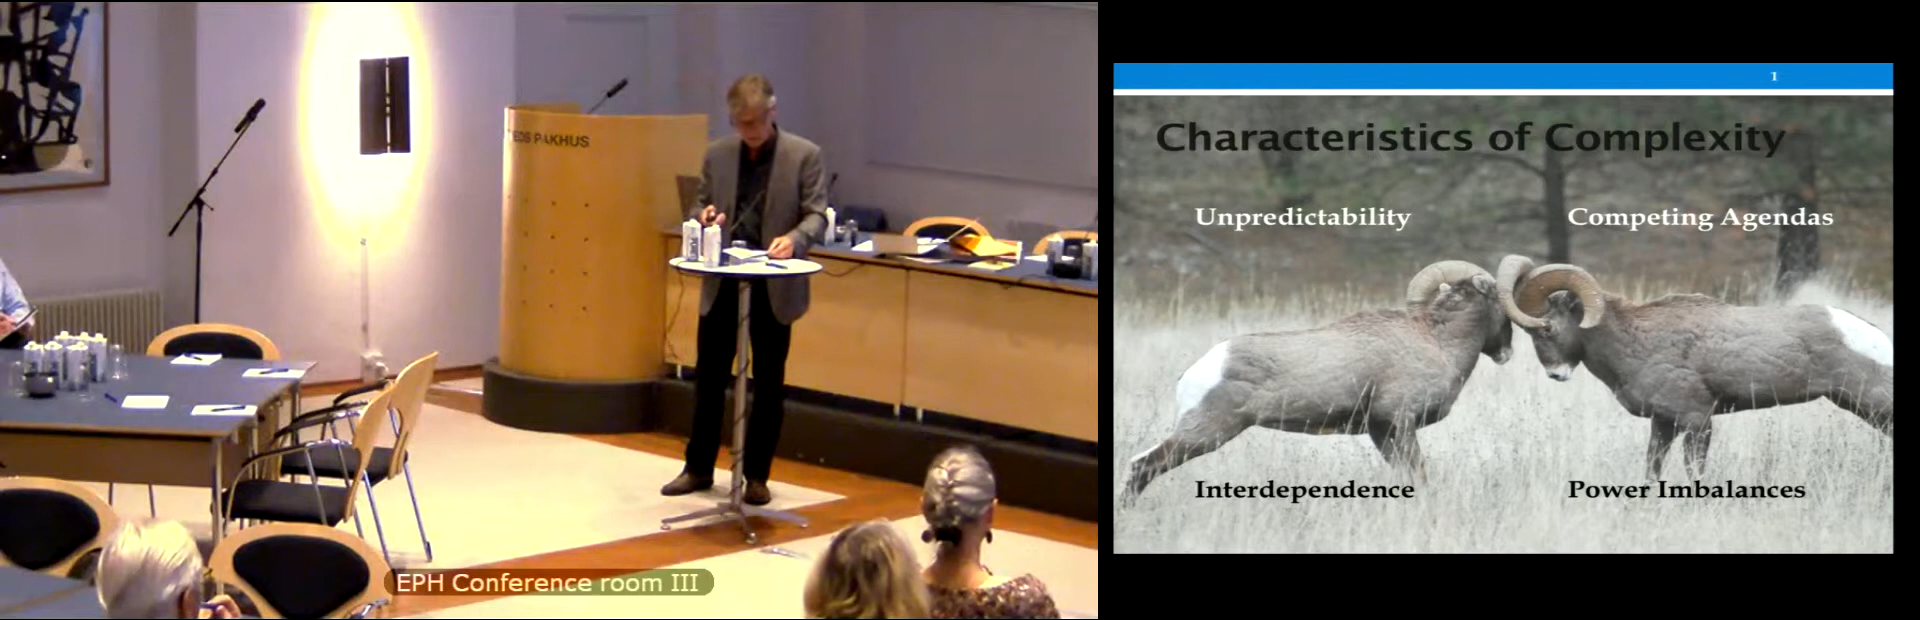 EDS PAKHUS
EPH Conference room III
1
Characteristics of Complexity
Unpredictability
Competing Agendas
Interdependence
Power Imbalances